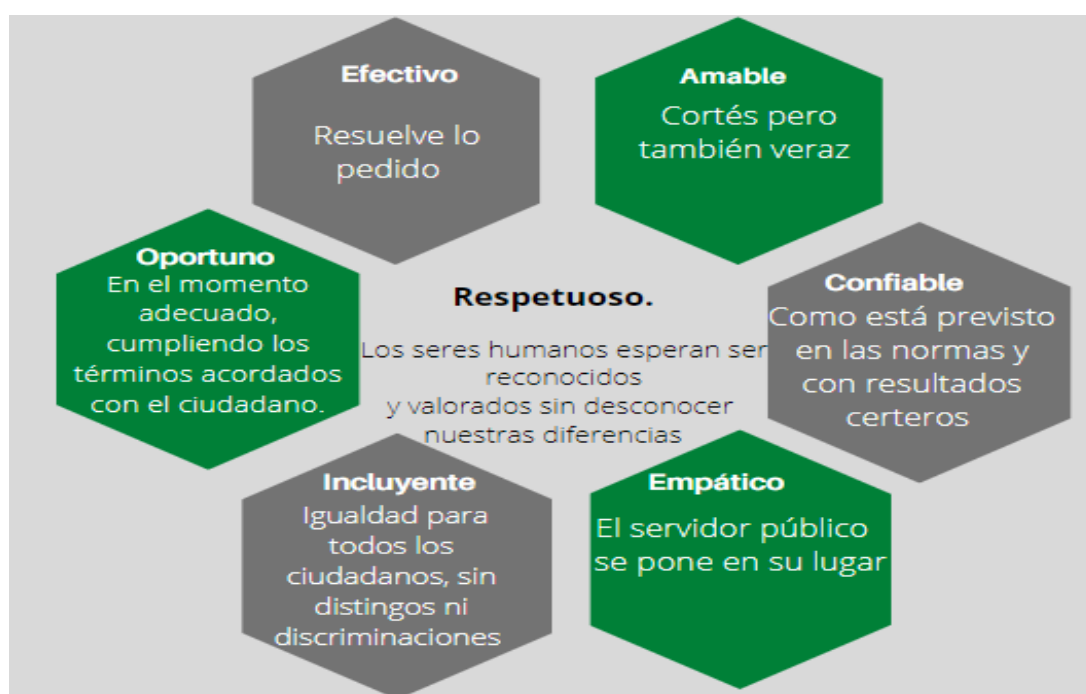 Efectivo
Resuelve lo
pedido
Amable
Cortés pero
también veraz
Oportuno
En el momento
adecuado,
cumpliendo los
términos acordados
con el ciudadano.
Respetuoso.
Los seres humanos esperan ser
reconocidos
y valorados sin desconocer
nuestras diferencias
Confiable
Como está previsto
en las normas y
con resultados
certeros
Incluyente
Igualdad para
todos los
ciudadanos, sin
distingos ni
discriminaciones
Empático
El servidor público
se pone en su lugar